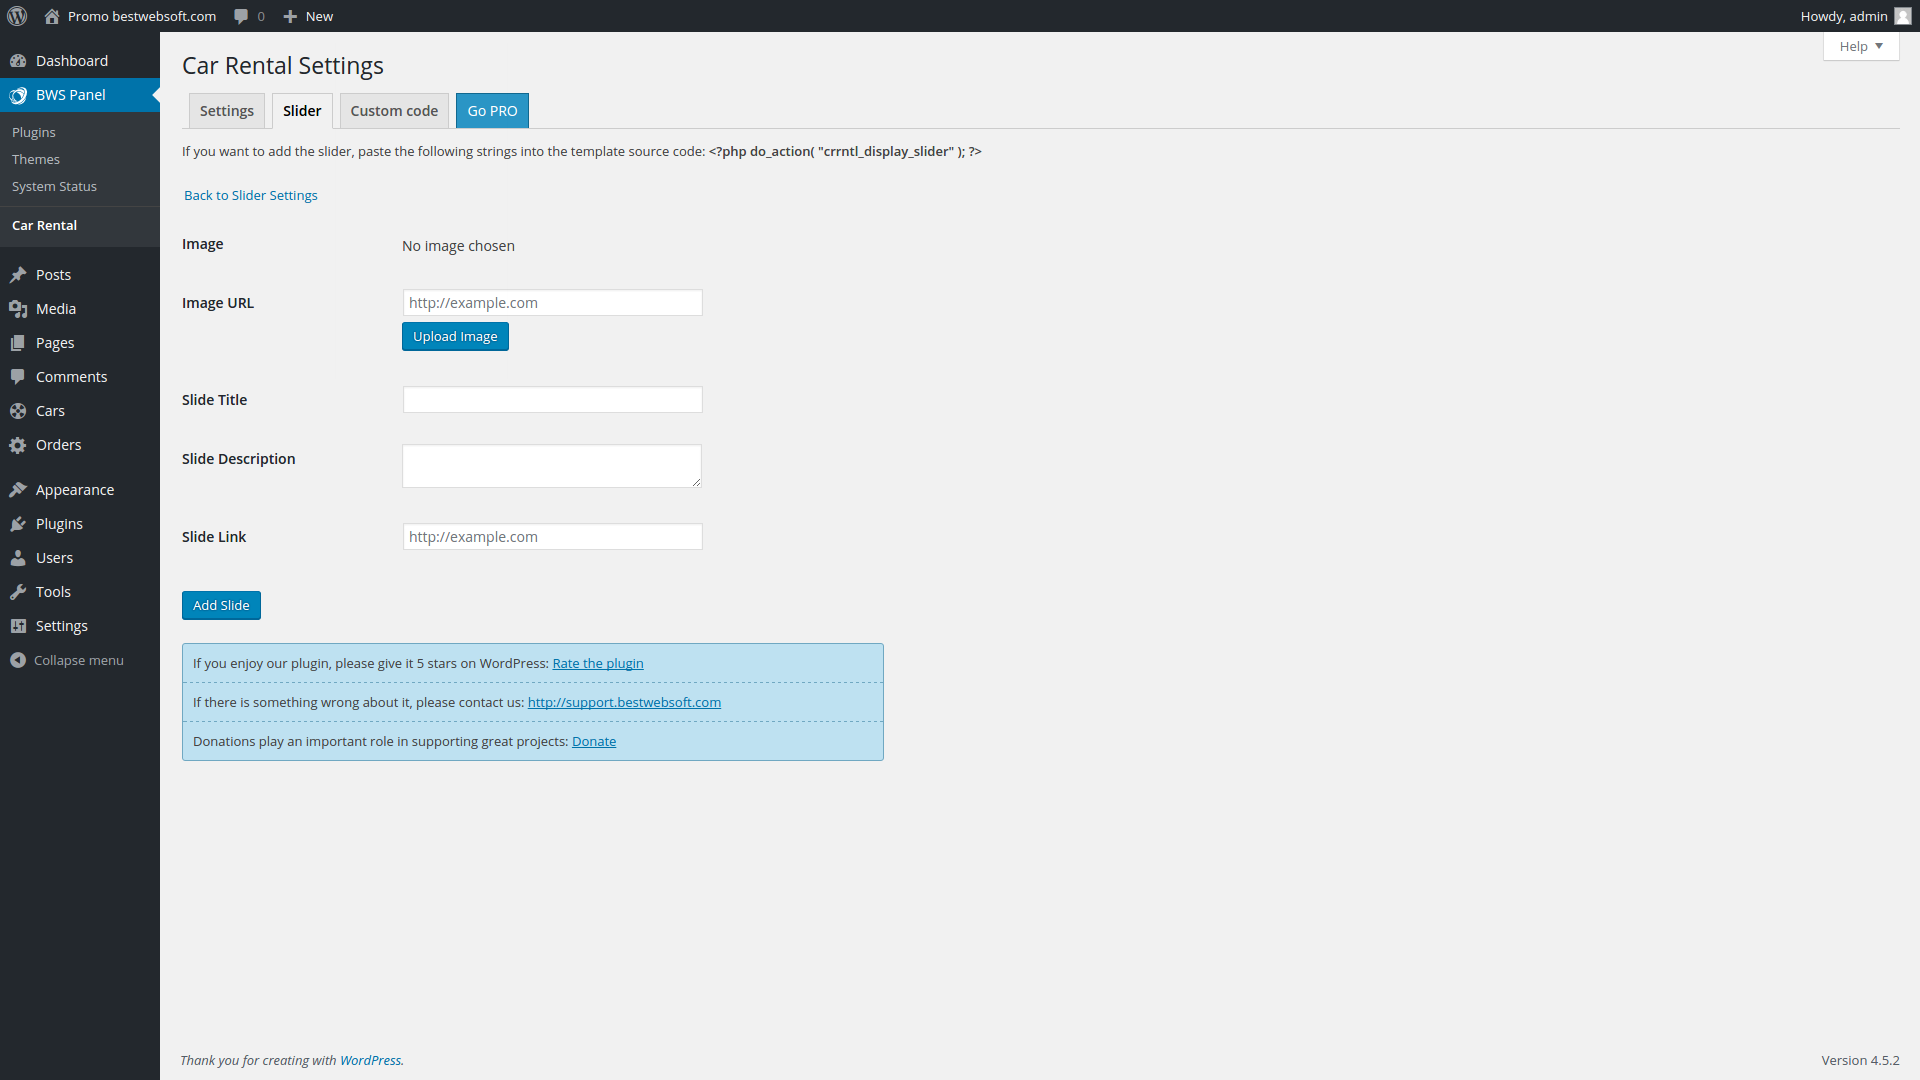 Promo bestwebsoft.com 0 New Howdy, admin
Help
Dashboard
BWS Panel
Plugins
Themes
System Status
Car Rental
Posts
Media
Pages
Comments
Cars
Orders
Appearance
Plugins
Users
Tools
Settings
Collapse menu
Car Rental Settings
Settings Slider Custom code Go PRO
If you want to add the slider, paste the following strings into the template source code: <?php do_action( "crrntl_display_slider" ); ?>
Back to Slider Settings
Image No image chosen
Image URL http://example.com
Upload Image
Slide Title
Slide Description
Slide Link http://example.com
Add Slide
If you enjoy our plugin, please give it 5 stars on WordPress: Rate the plugin
If there is something wrong about it, please contact us: http://support.bestwebsoft.com
Donations play an important role in supporting great projects: Donate
Thank you for creating with WordPress. Version 4.5.2